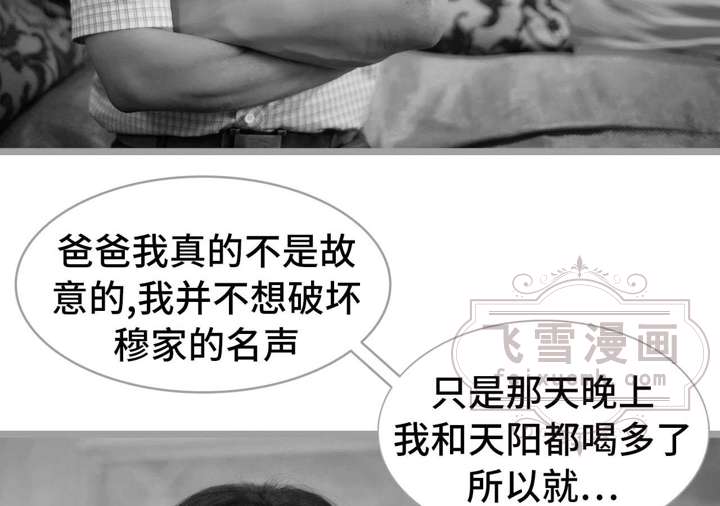 爸爸我真的不是故
意的,我并不想破坏
穆家的名声
飞雪漫画
feixuemh.com
只是那天晚上
我和天阳都喝多了
所以就...